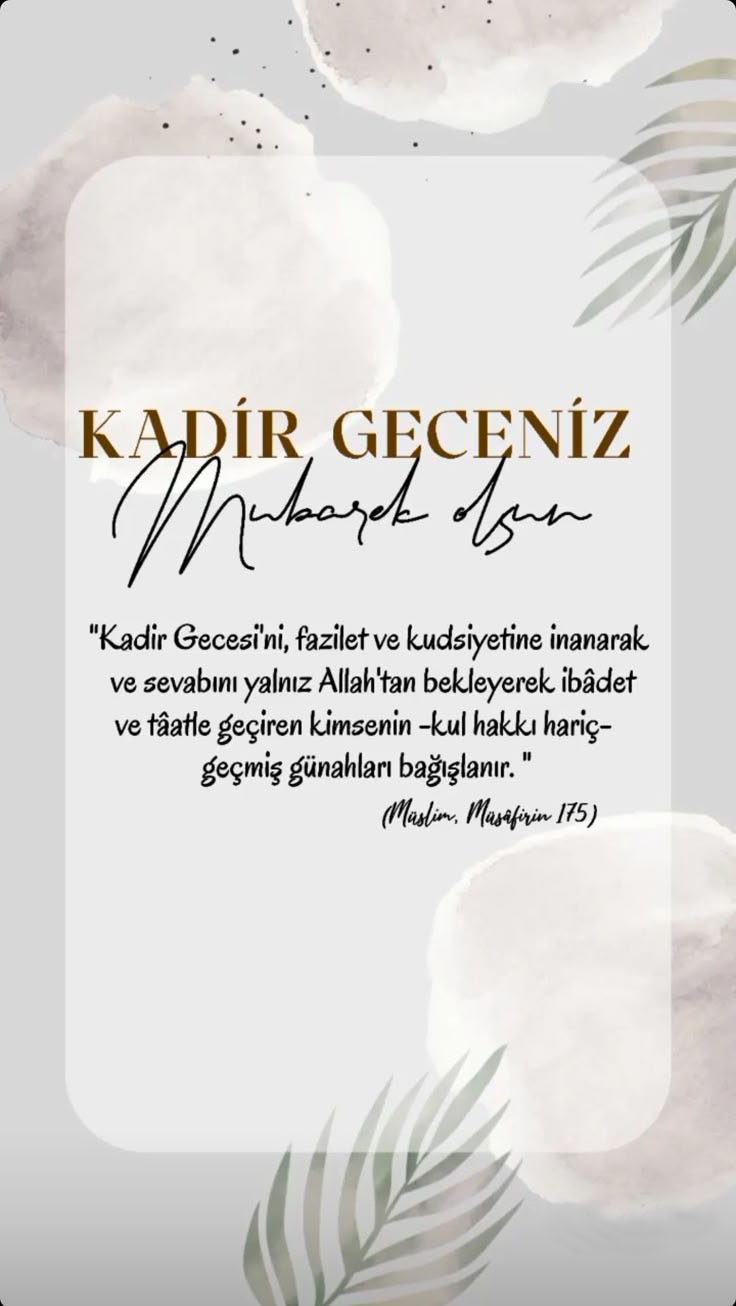 KADİR GECENİZ
Mubarek olsun
"Kadir Gecesi'ni, fazilet ve kudsiyetine inanarak
ve sevabını yalnız Allah'tan bekleyerek ibâdet
ve tâatle geçiren kimsenin -kul hakkı hariç-
geçmiş günahları bağışlanır. "
(Müslim, Müsâfirin 175)